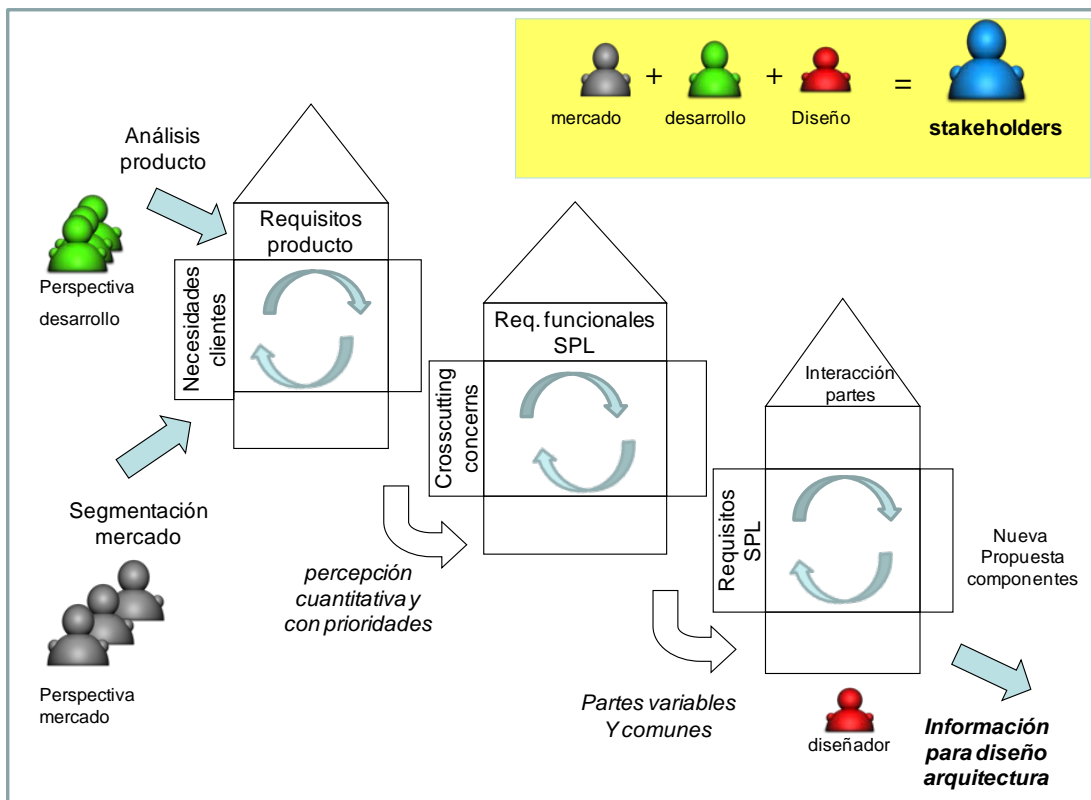 mercado + desarrollo + Diseño = stakeholders
Análisis
producto
Perspectiva
desarrollo
Requisitos
producto
Necesidades
clientes
Segmentación
mercado
Perspectiva
mercado
percepción
cuantitativa y
con prioridades
Req. funcionales
SPL
Crosscutting
concerns
Partes variables
Y comunes
Interacción
partes
Requisitos
SPL
diseñador
Nueva
Propuesta
componentes
Información
para diseño
arquitectura